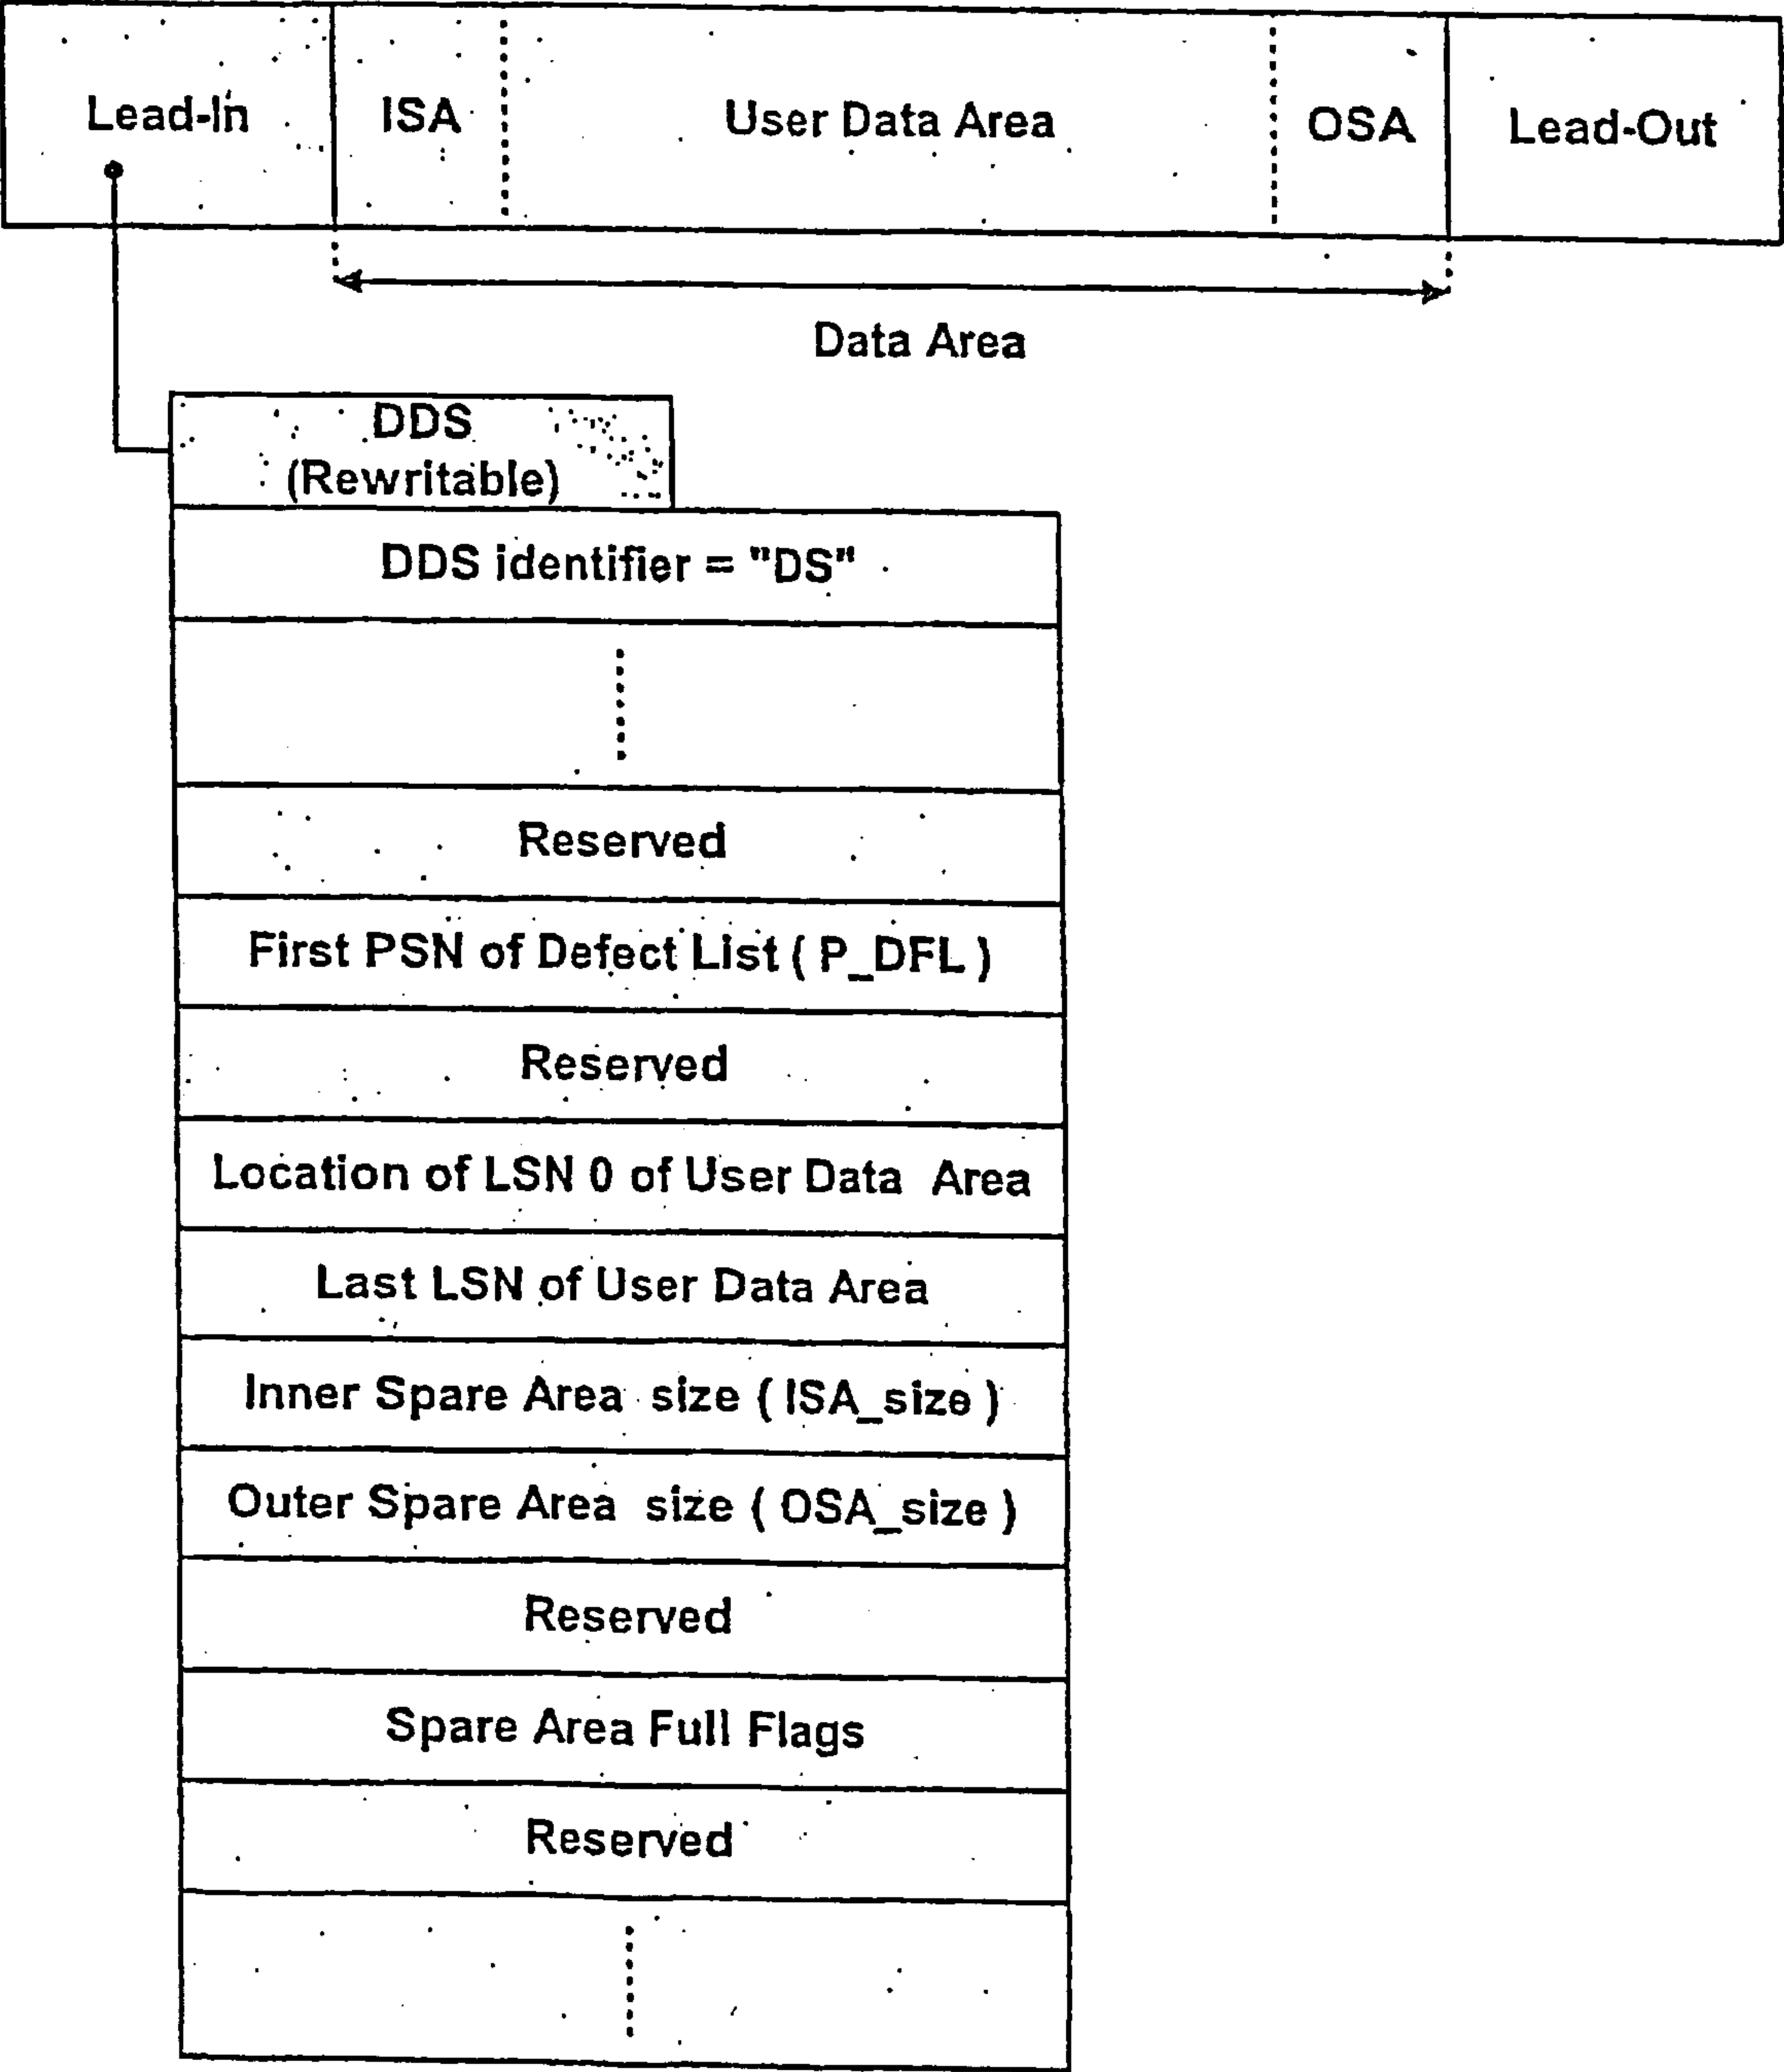 Lead-In
ISA
User Data Area
OSA
Lead-Out
Data Area
DDS
(Rewritable)
DDS identifier = "DS"
Reserved
First PSN of Defect List ( P_DFL )
Reserved
Location of LSN 0 of User Data Area
Last LSN of User Data Area
Inner Spare Area size ( ISA_size )
Outer Spare Area size ( OSA_size )
Reserved
Spare Area Full Flags
Reserved